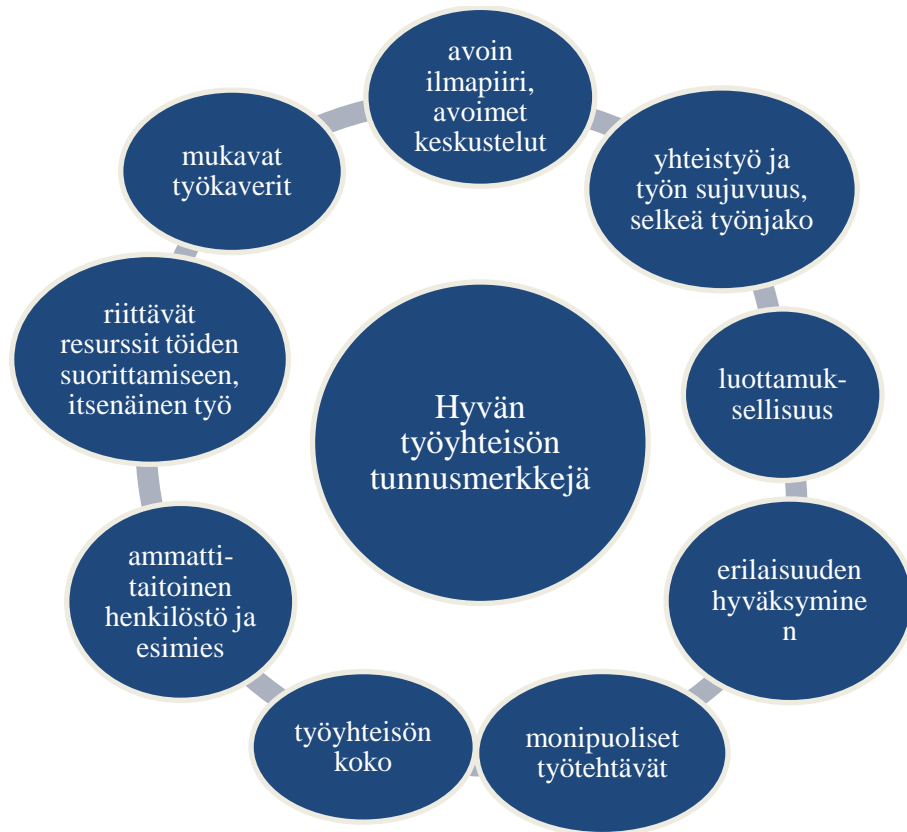 avoin
ilmapiiri,
avoimet
keskustelut
yhteistyö ja
työn sujuvuus,
selkeä työnjako
luottamuk-
sellisuus
erilaisuuden
hyväksymine
n
monipuoliset
työtehtävät
työyhteisön
koko
ammatti-
taitoinen
henkilöstö ja
esimies
riittävät
resurssit töiden
suorittamiseen,
itsenäinen työ
mukavat
työkaverit
Hyvän
työyhteisön
tunnusmerkkejä